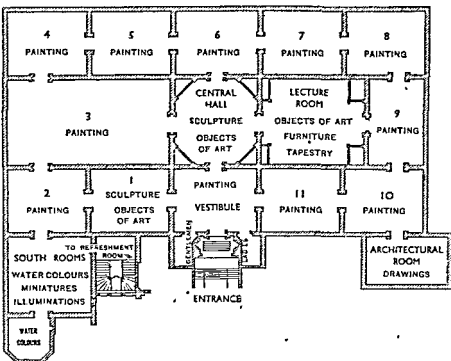 4
PAINTING
5
PAINTING
6
PAINTING
7
PAINTING
8
PAINTING
3
PAINTING
CENTRAL
HALL
SCULPTURE
OBJECTS
OF ART
LECTURE
ROOM
OBJECTS OF ART
FURNITURE
TAPESTRY
9
PAINTING
2
PAINTING
1
SCULPTURE
OBJECTS
OF ART
PAINTING
VESTIBULE
11
PAINTING
10
PAINTING
TO REFRESHMENT
ROOM
GENTLEMEN
LADIES
SOUTH ROOMS
WATER COLOURS
MINIATURES
ILLUMINATIONS
ARCHITECTURAL
ROOM
DRAWINGS
ENTRANCE
WATER
COLOURS